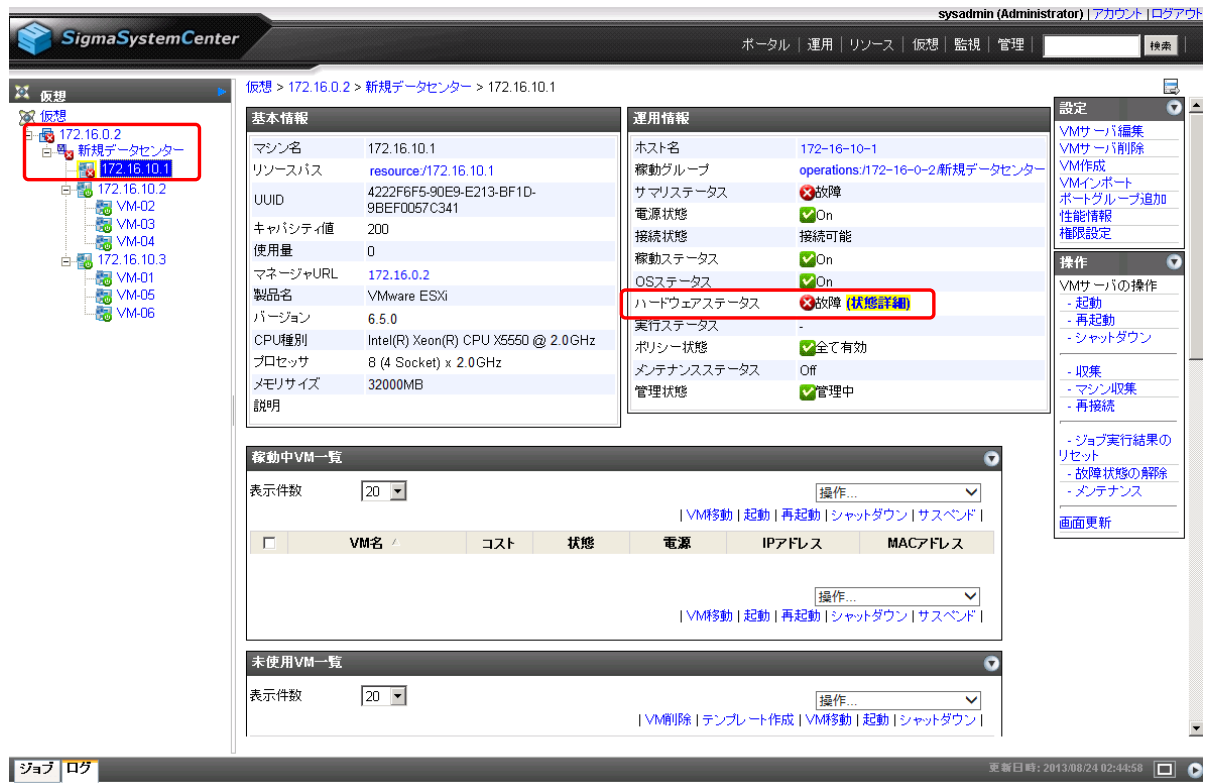 sysadmin (Administrator) | アカウント | ログアウト
SigmaSystemCenter
ポータル | 運用 | リソース | 仮想 | 監視 | 管理 | 検索
仮想
仮想
172.16.0.2
新規データセンター
172.16.10.1
172.16.10.2
VM-02
VM-03
VM-04
172.16.10.3
VM-01
VM-05
VM-06
仮想 > 172.16.0.2 > 新規データセンター > 172.16.10.1
基本情報
マシン名 172.16.10.1
リソースパス resource:/172.16.10.1
UUID 4222F6F5-90E9-E213-BF1D-
9BEF0057C341
キャパシティ値 200
使用量 0
マネージャURL 172.16.0.2
製品名 VMware ESXi
バージョン 6.5.0
CPU種別 Intel(R) Xeon(R) CPU X5550 @ 2.0GHz
プロセッサ 8 (4 Socket) x 2.0GHz
メモリサイズ 32000MB
説明
運用情報
ホスト名 172-16-10-1
稼動グループ operations:/172-16-0-2/新規データセンター
サマリステータス 故障
電源状態 On
接続状態 接続可能
稼動ステータス On
OSステータス On
ハードウェアステータス 故障 (状態詳細)
実行ステータス -
ポリシー状態 全て有効
メンテナンスステータス Off
管理状態 管理中
設定
VMサーバ編集
VMサーバ削除
VM作成
VMインポート
ポートグループ追加
性能情報
権限設定
操作
VMサーバの操作
- 起動
- 再起動
- シャットダウン
- 収集
- マシン収集
- 再接続
- ジョブ実行結果の
リセット
- 故障状態の解除
- メンテナンス
画面更新
稼動中VM一覧
表示件数 20 操作...
| VM移動 | 起動 | 再起動 | シャットダウン | サスペンド |
VM名 コスト 状態 電源 IPアドレス MACアドレス
操作...
| VM移動 | 起動 | 再起動 | シャットダウン | サスペンド |
未使用VM一覧
表示件数 20 操作...
| VM削除 | テンプレート作成 | VM移動 | 起動 | シャットダウン |
ジョブ ログ 更新日時: 2013/08/24 02:44:58